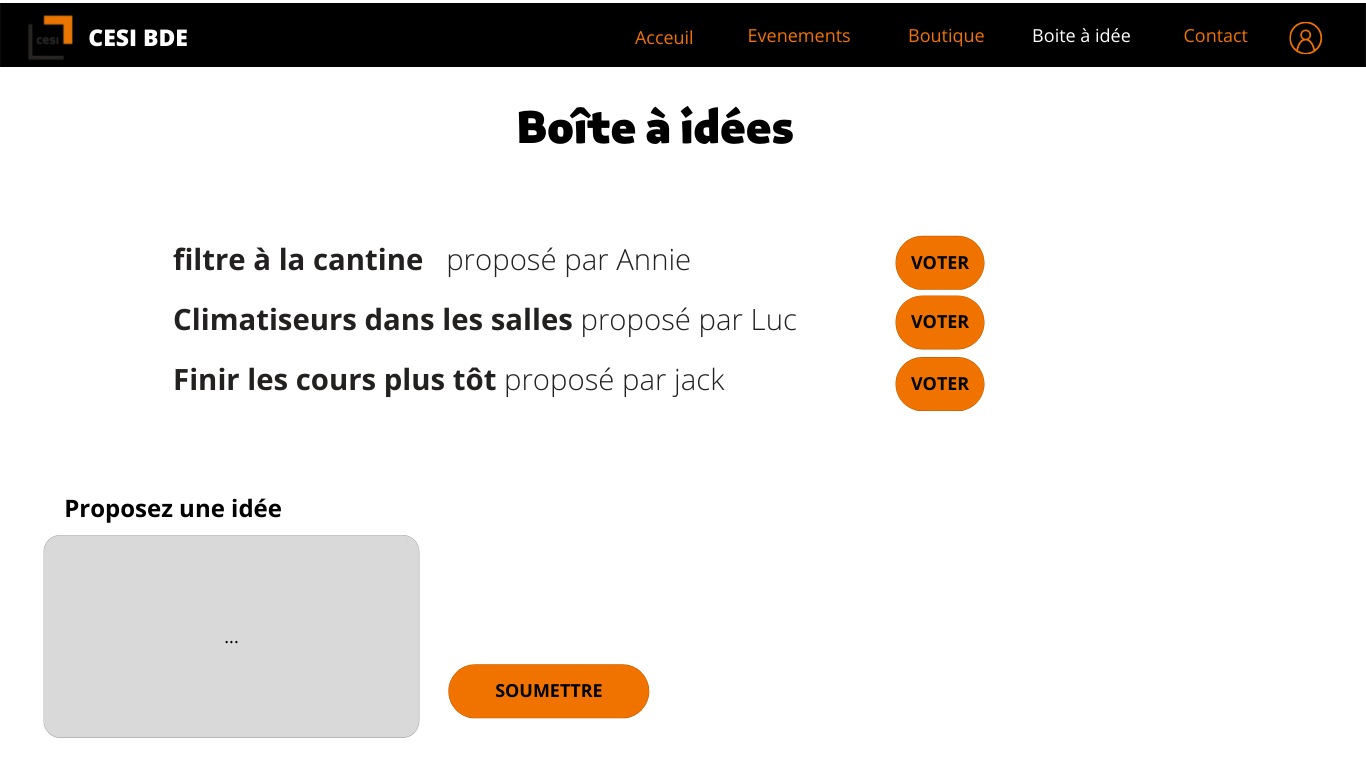 cesi CESI BDE Acceuil Evenements Boutique Boite à idée Contact
Boîte à idées
filtre à la cantine proposé par Annie VOTER
Climatiseurs dans les salles proposé par Luc VOTER
Finir les cours plus tôt proposé par jack VOTER
Proposez une idée
...
SOUMETTRE